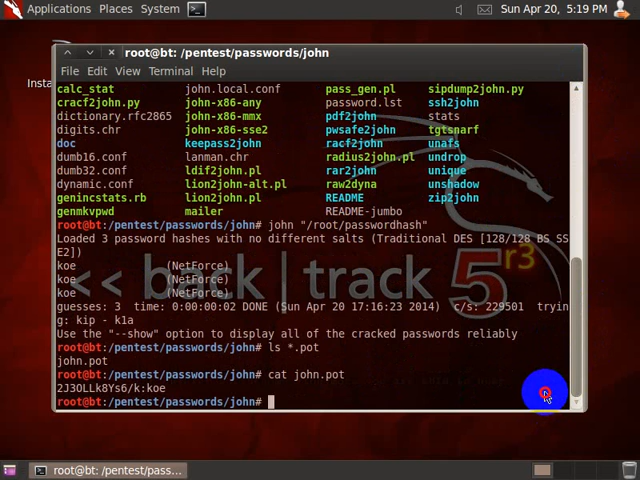 Applications Places System
Sun Apr 20, 5:19 PM
Insta
root@bt: /pentest/passwords/john
File Edit View Terminal Help
calc_stat john.local.conf pass_gen.pl sipdump2john.py
cracf2john.py john-x86-any password.lst ssh2john
dictionary.rfc2865 john-x86-mmx pdf2john stats
digits.chr john-x86-sse2 pwsafe2john tgtsnarf
doc keepass2john racf2john unafs
dumb16.conf lanman.chr radius2john.pl undrop
dumb32.conf ldif2john.pl rar2john unique
dynamic.conf lion2john-alt.pl raw2dyna unshadow
genincstats.rb lion2john.pl README zip2john
genmkvpwd mailer README-jumbo
root@bt:/pentest/passwords/john# john "/root/passwordhash"
Loaded 3 password hashes with no different salts (Traditional DES [128/128 BS SS
E2])
koe (NetForce)
koe (NetForce)
koe (NetForce)
guesses: 3 time: 0:00:00:02 DONE (Sun Apr 20 17:16:23 2014) c/s: 229501 tryin
g: kip - k1a
Use the "--show" option to display all of the cracked passwords reliably
root@bt:/pentest/passwords/john# ls *.pot
john.pot
root@bt:/pentest/passwords/john# cat john.pot
2J3OLLk8Ys6/k:koe
root@bt:/pentest/passwords/john#
<< back | track 5 r3
root@bt: /pentest/pass...